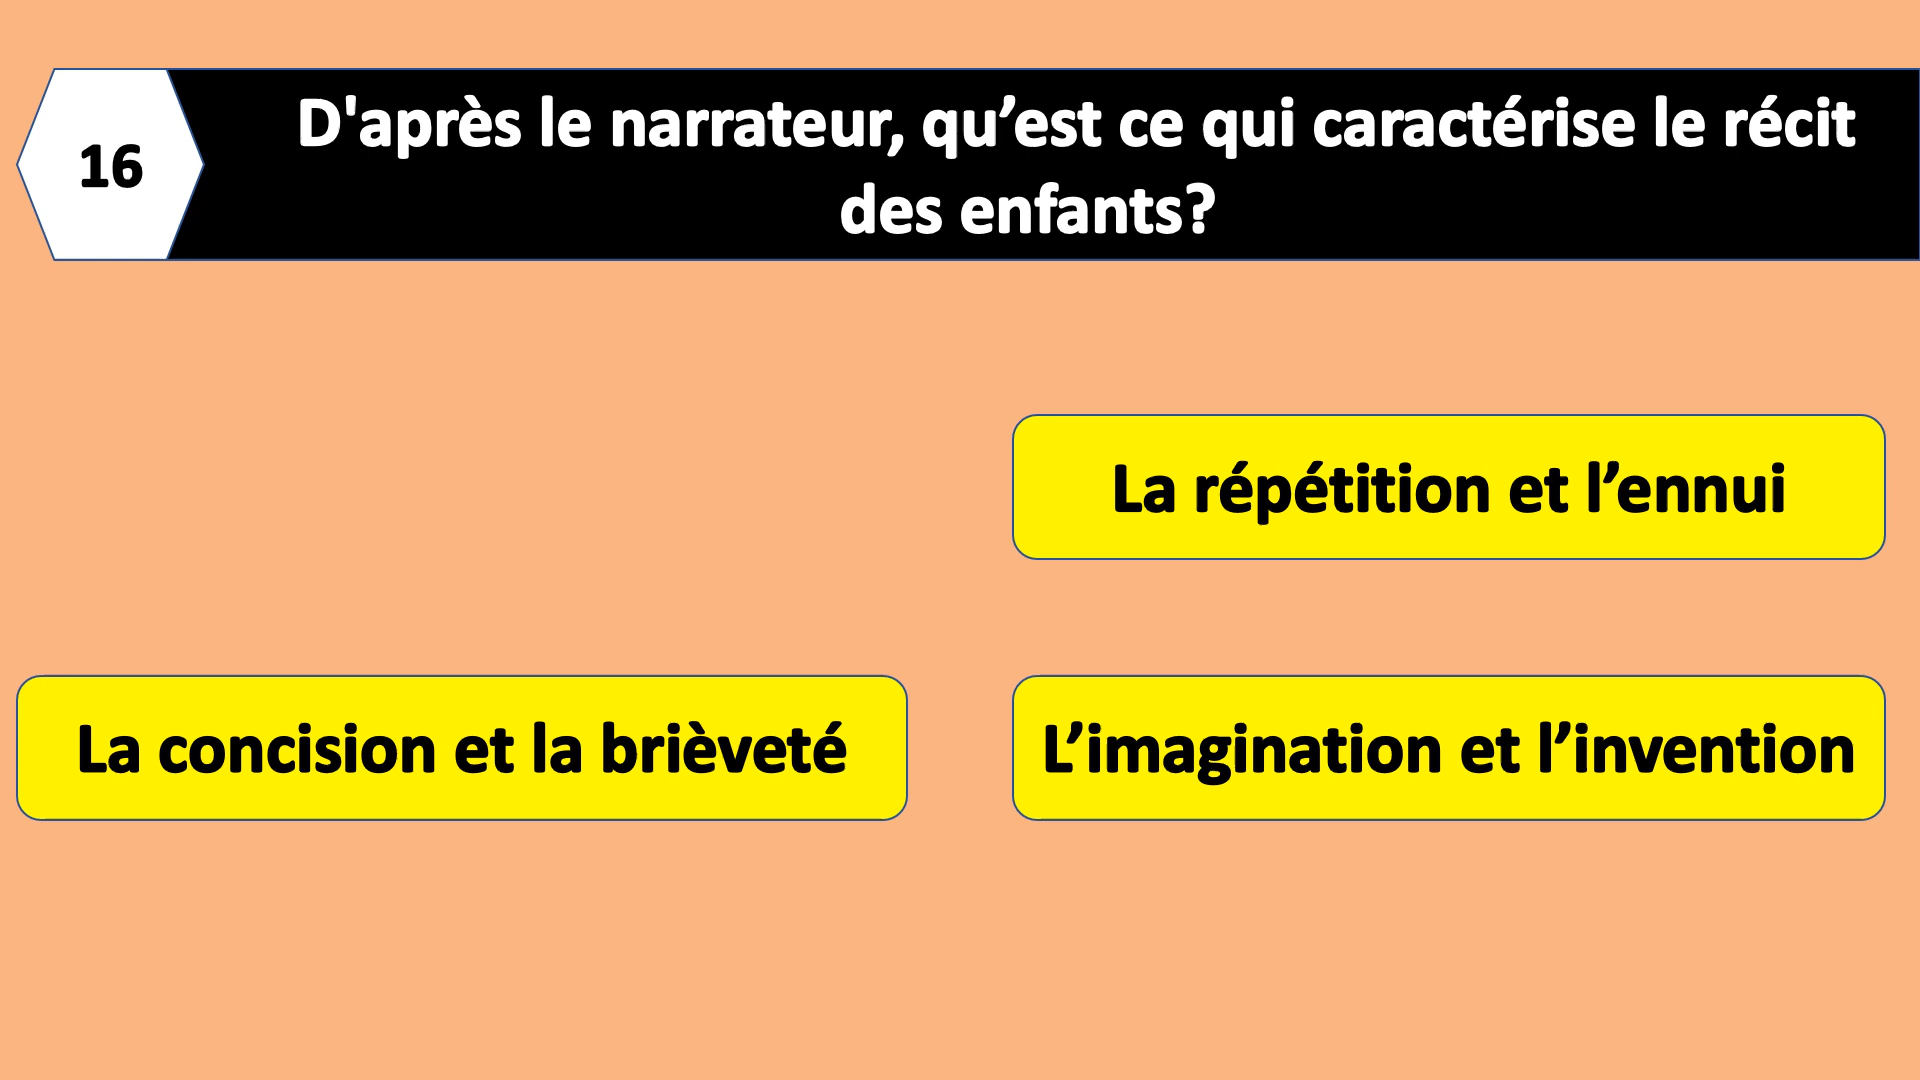 16
D'après le narrateur, qu’est ce qui caractérise le récit
des enfants?
La répétition et l’ennui
La concision et la brièveté
L’imagination et l’invention